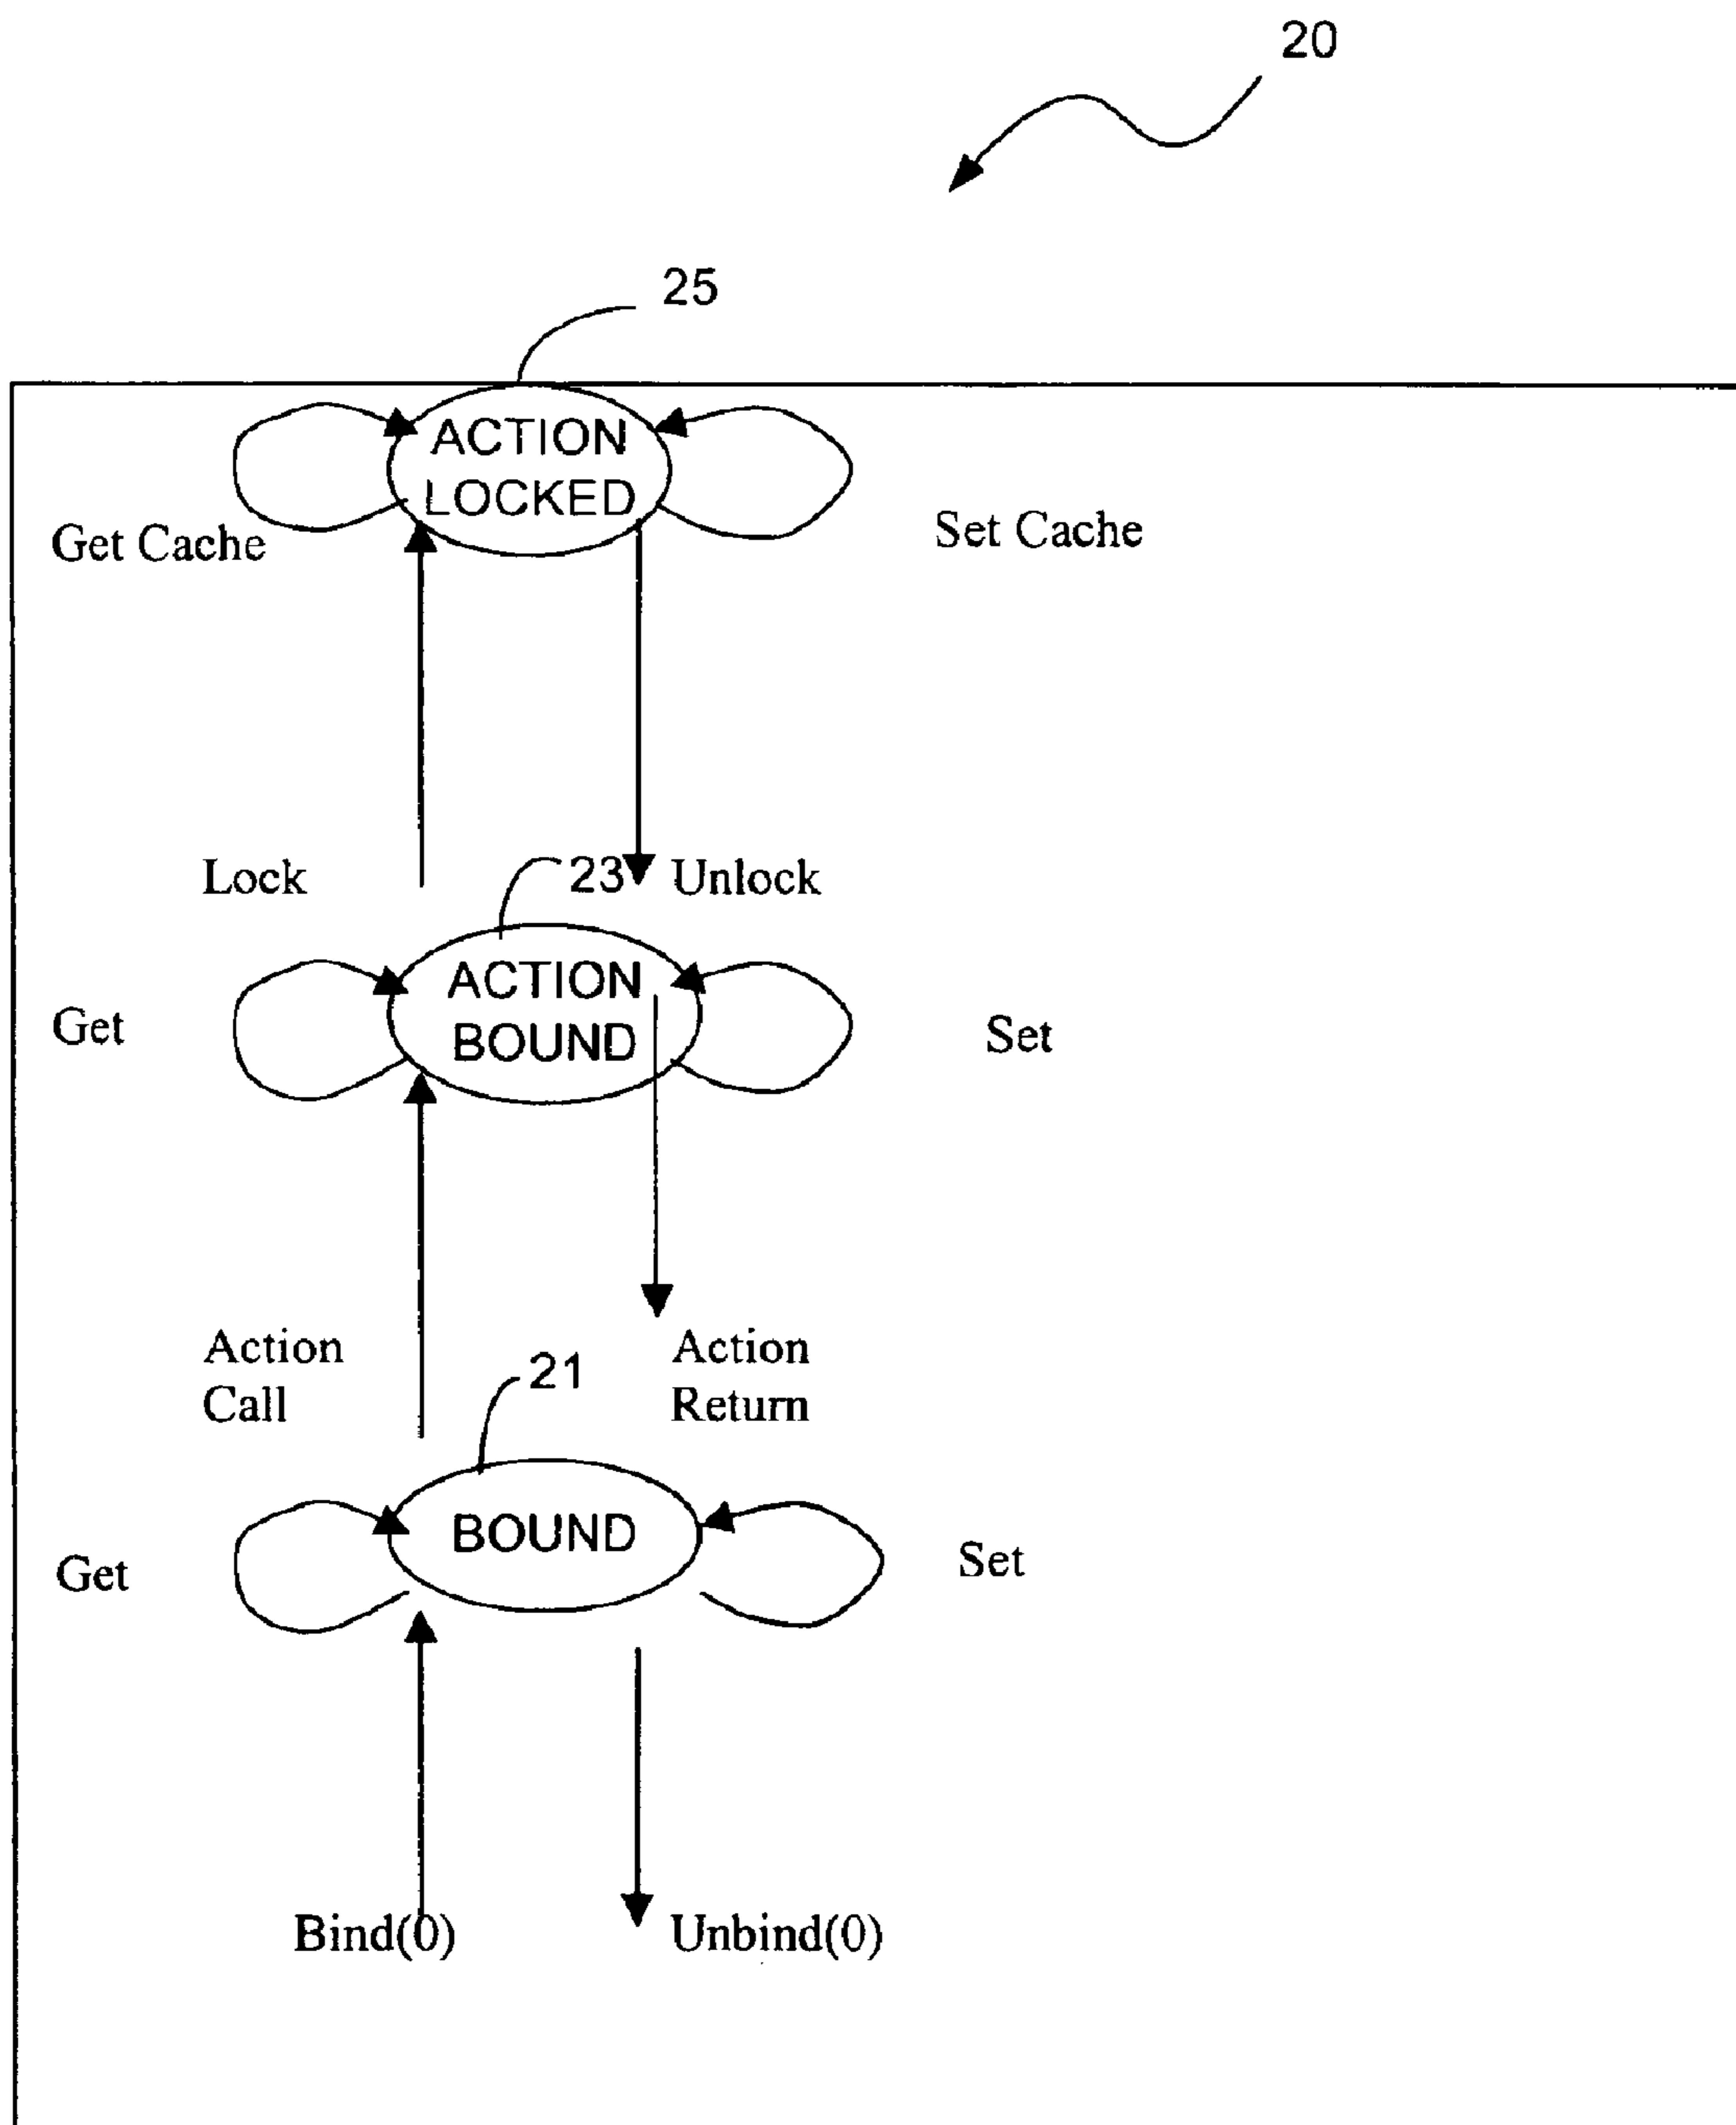 20
25
ACTION
LOCKED
Get Cache
Set Cache
Lock
23
Unlock
ACTION
BOUND
Get
Set
Action
Call
Action
Return
21
BOUND
Get
Set
Bind(0)
Unbind(0)